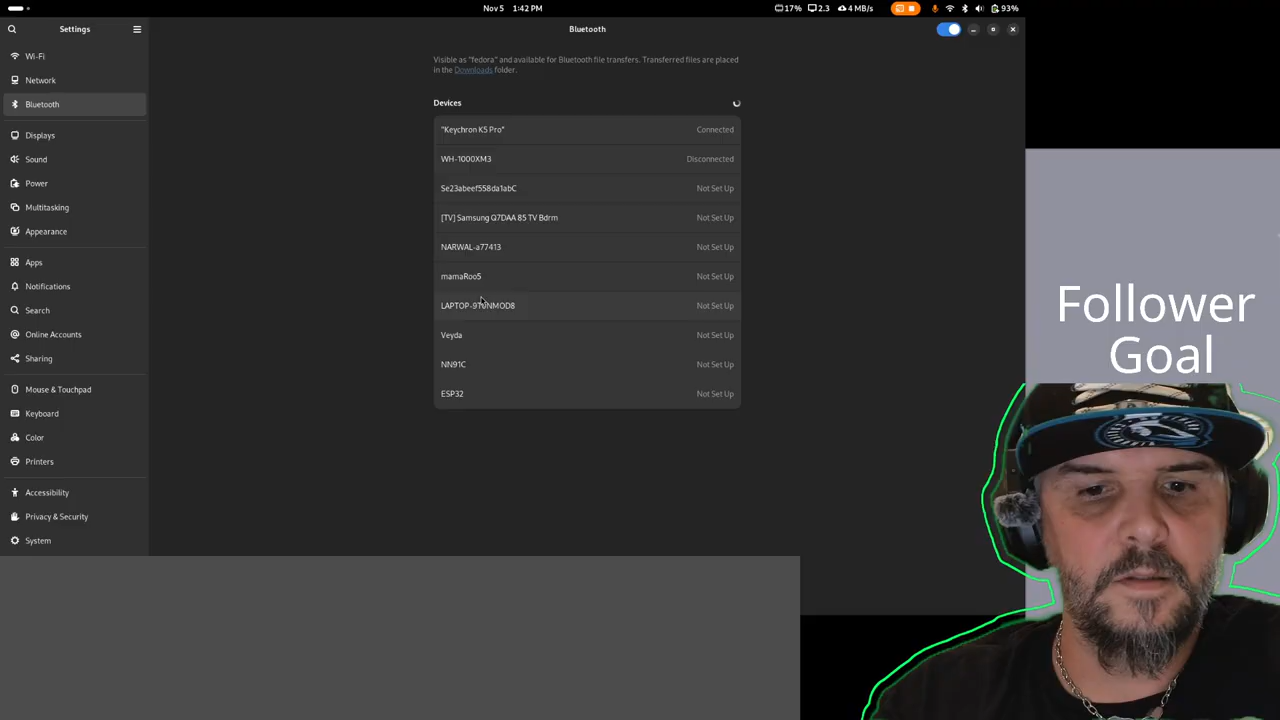 Nov 5 1:42 PM
17% 2.3 4 MB/s 93%
Settings
Bluetooth
Wi-Fi
Network
Bluetooth
Displays
Sound
Power
Multitasking
Appearance
Apps
Notifications
Search
Online Accounts
Sharing
Mouse & Touchpad
Keyboard
Color
Printers
Accessibility
Privacy & Security
System
Visible as "fedora" and available for Bluetooth file transfers. Transferred files are placed
in the Downloads folder.
Devices
"Keychron K5 Pro" Connected
WH-1000XM3 Disconnected
Se23abeef558da1abC Not Set Up
[TV] Samsung Q7DAA 85 TV Bdrm Not Set Up
NARWAL-a77413 Not Set Up
mamaRoo5 Not Set Up
Not Set Up
Veyda Not Set Up
NN91C Not Set Up
ESP32 Not Set Up
Follower
Goal